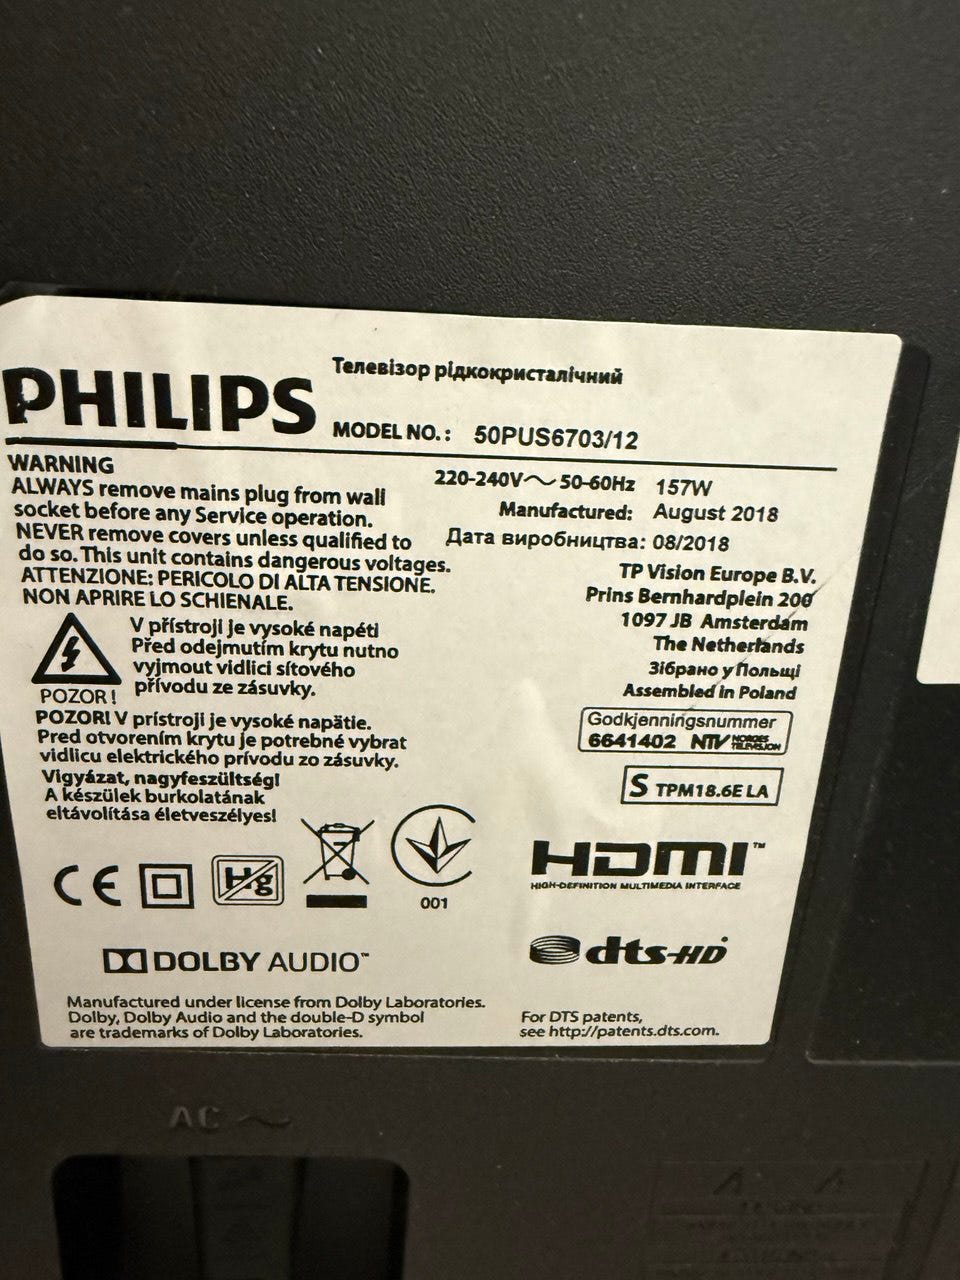 Телевізор рідкокристалічний
PHILIPS
MODEL NO.: 50PUS6703/12
WARNING
ALWAYS remove mains plug from wall
socket before any Service operation.
NEVER remove covers unless qualified to
do so. This unit contains dangerous voltages.
ATTENZIONE: PERICOLO DI ALTA TENSIONE.
NON APRIRE LO SCHIENALE.
V přístroji je vysoké napětí
Před odejmutím krytu nutno
vyjmout vidlici síťového
přívodu ze zásuvky.
POZOR!
POZOR! V prístroji je vysoké napätie.
Pred otvorením krytu je potrebné vybrat
vidlicu elektrického prívodu zo zásuvky.
Vigyázat, nagyfeszültség!
A készülek burkolatának
eltávolítása életveszélyes!
220-240V～ 50-60Hz 157W
Manufactured: August 2018
Дата виробництва: 08/2018
TP Vision Europe B.V.
Prins Bernhardplein 200
1097 JB Amsterdam
The Netherlands
Зібрано у Польщі
Assembled in Poland
Godkjenningsnummer
6641402 NTV NORGES
TELEVISJON
S TPM18.6E LA
CE
Hg
001
HDMI™
HIGH-DEFINITION MULTIMEDIA INTERFACE
DOLBY AUDIO™
dts-HD
Manufactured under license from Dolby Laboratories.
Dolby, Dolby Audio and the double-D symbol
are trademarks of Dolby Laboratories.
For DTS patents,
see http://patents.dts.com.
AC ～